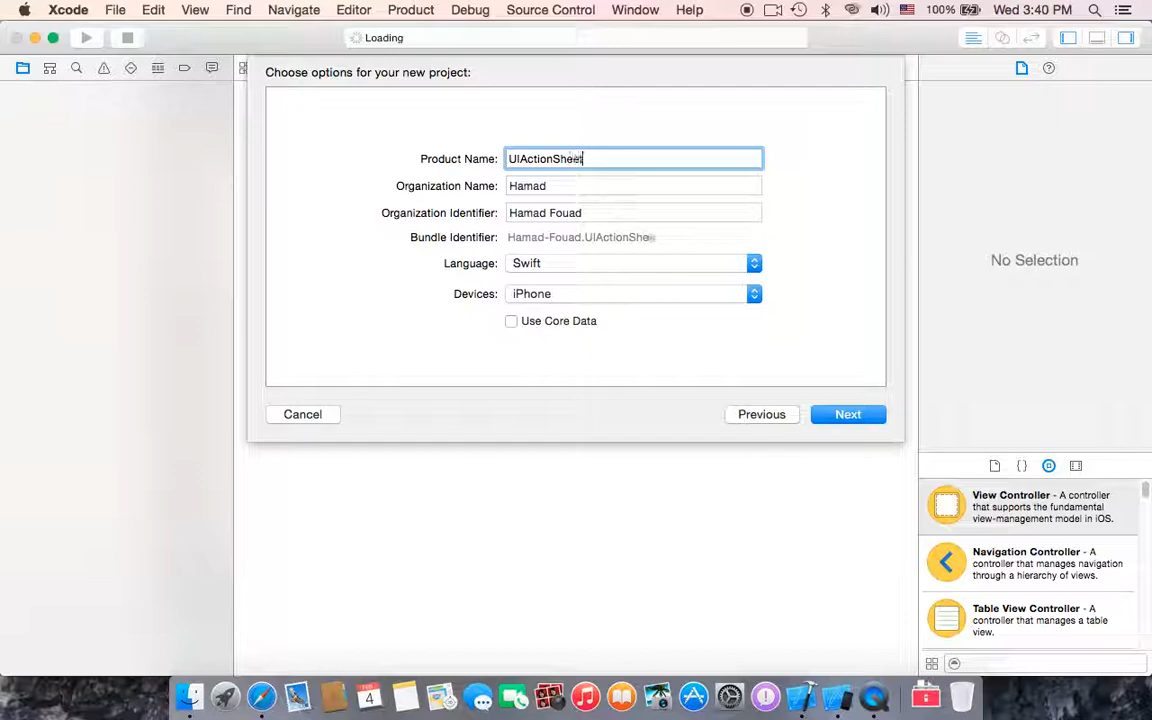 Xcode File Edit View Find Navigate Editor Product Debug Source Control Window Help 100% Wed 3:40 PM
Loading
Choose options for your new project:
Product Name: UIActionSheet
Organization Name: Hamad
Organization Identifier: Hamad Fouad
Bundle Identifier: Hamad-Fouad.UIActionShe
Language: Swift
Devices: iPhone
Use Core Data
Cancel Previous Next
No Selection
{}
View Controller - A controller
that supports the fundamental
view-management model in iOS.
Navigation Controller - A
controller that manages navigation
through a hierarchy of views.
Table View Controller - A
controller that manages a table
view.
4